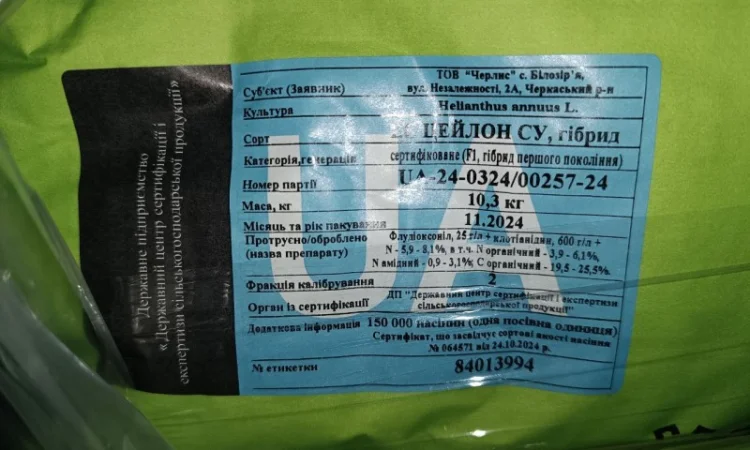 Державне підприємство
«Державний центр сертифікації і
експертизи сільськогосподарської продукції»
ТОВ "Черлис" с. Білозір'я,
Суб'єкт (Заявник) вул. Незалежності, 2А, Черкаський р-н
Культура Helianthus annuus L.
Сорт ЦЕЙЛОН СУ, гібрид
Категорія, генерація сертифіковане (F1, гібрид першого покоління)
Номер партії UA-24-0324/00257-24
Маса, кг 10,3 кг
Місяць та рік пакування 11.2024
Протруєно/оброблено Флудіоксоніл, 25 г/л + клотіанідин, 600 г/л +
(назва препарату) N - 5,9 - 8,1%, в т.ч. N органічний - 3,9 - 6,1%,
N амідний - 0,9 - 3,1%; C органічний - 19,5 - 25,5%
Фракція калібрування 2
Орган із сертифікації ДП "Державний центр сертифікації і експертизи
сільськогосподарської продукції"
Додаткова інформація 150 000 насінин (одна посівна одиниця)
Сертифікат, що засвідчує сортові якості насіння
№ 064571 від 24.10.2024 р.
№ етикетки 84013994
UA